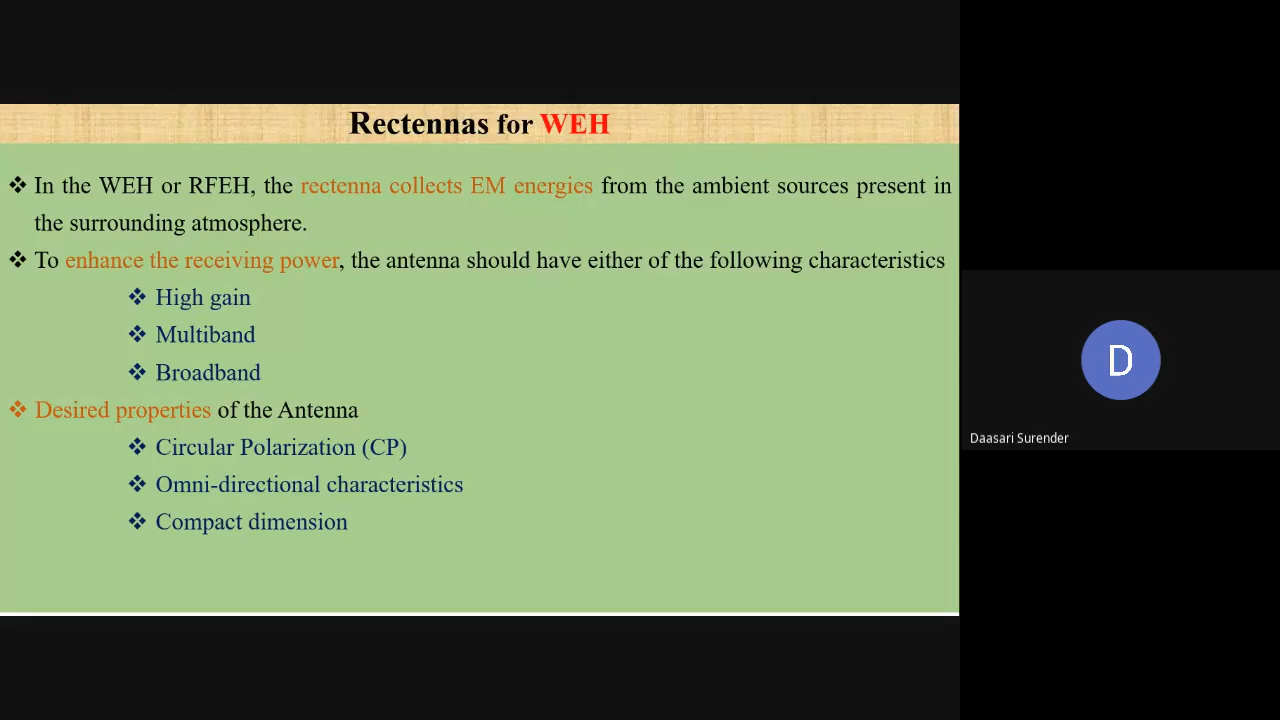 Rectennas for WEH
❖ In the WEH or RFEH, the rectenna collects EM energies from the ambient sources present in
the surrounding atmosphere.
❖ To enhance the receiving power, the antenna should have either of the following characteristics
❖ High gain
❖ Multiband
❖ Broadband
❖ Desired properties of the Antenna
❖ Circular Polarization (CP)
❖ Omni-directional characteristics
❖ Compact dimension
D
Daasari Surender